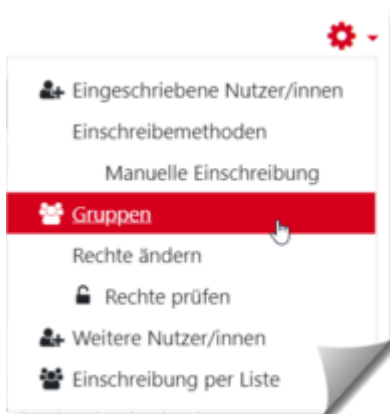 Eingeschriebene Nutzer/innen
Einschreibemethoden
Manuelle Einschreibung
Gruppen
Rechte ändern
Rechte prüfen
Weitere Nutzer/innen
Einschreibung per Liste